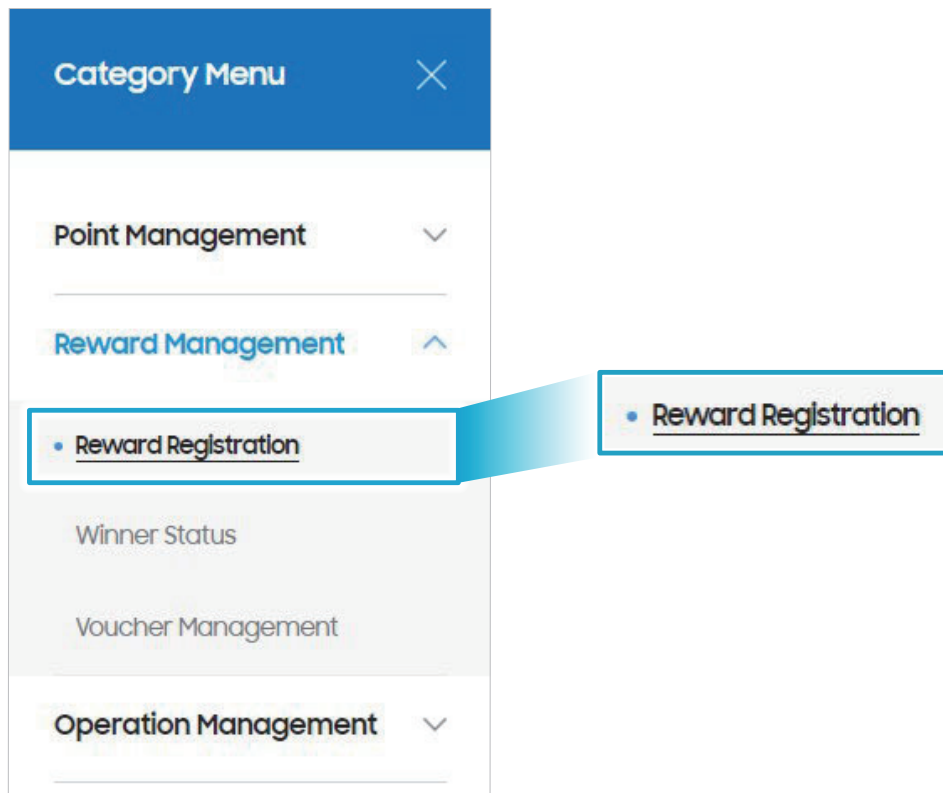 Category Menu
Point Management
Reward Management
Reward Registration
Reward Registration
Winner Status
Voucher Management
Operation Management